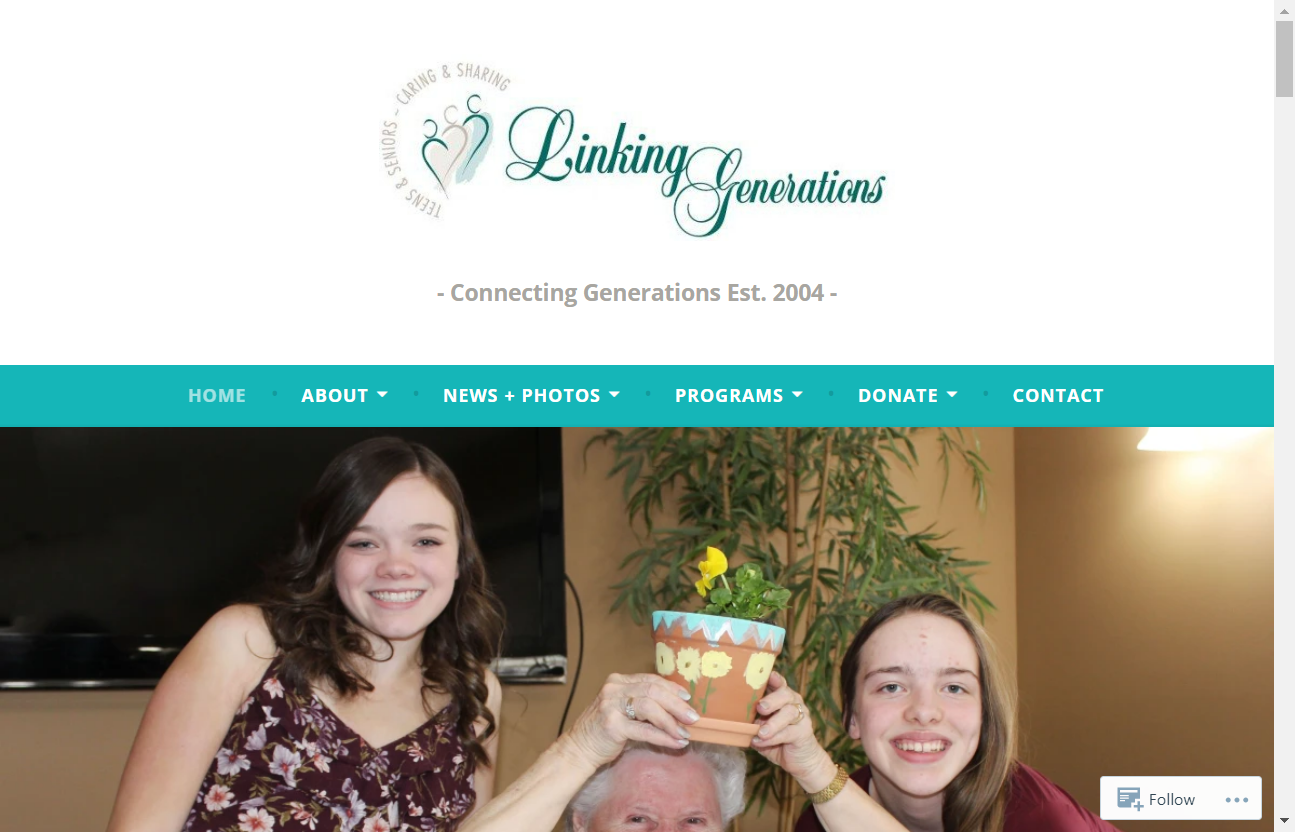 TEENS & SENIORS ~ CARING & SHARING
Linking Generations
- Connecting Generations Est. 2004 -
HOME ABOUT NEWS + PHOTOS PROGRAMS DONATE CONTACT
Follow